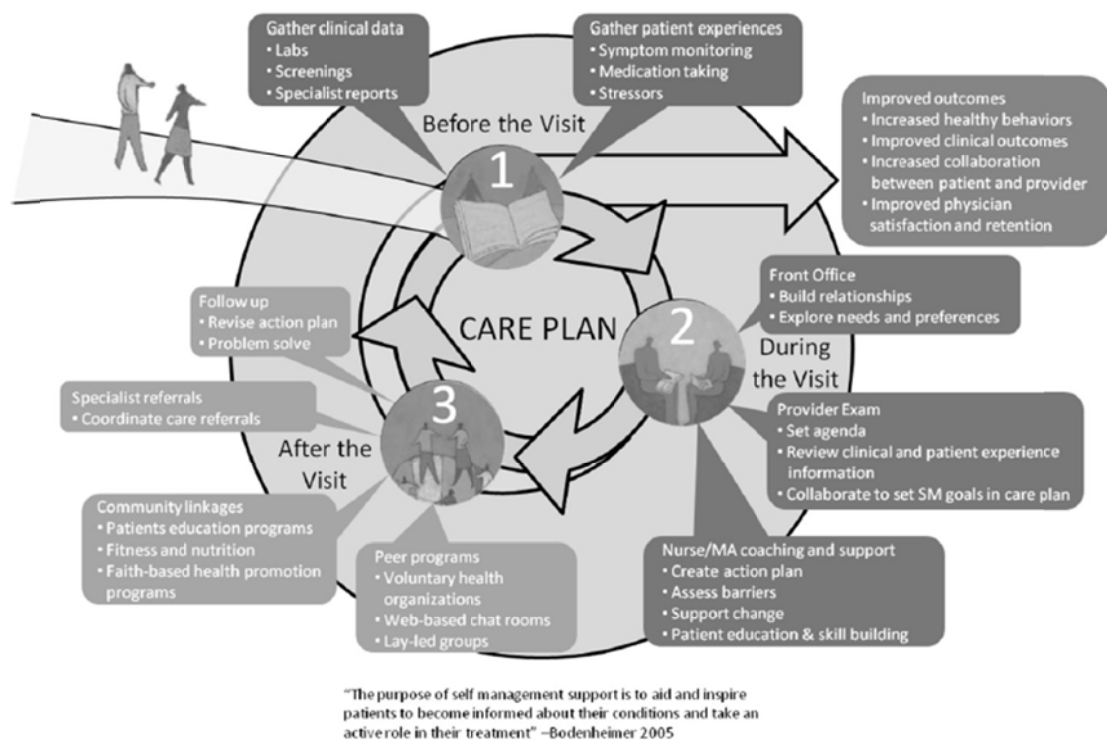 Gather clinical data
• Labs
• Screenings
• Specialist reports
Gather patient experiences
• Symptom monitoring
• Medication taking
• Stressors
Before the Visit
1
Improved outcomes
• Increased healthy behaviors
• Improved clinical outcomes
• Increased collaboration
between patient and provider
• Improved physician
satisfaction and retention
CARE PLAN
2
During
the Visit
Front Office
• Build relationships
• Explore needs and preferences
Provider Exam
• Set agenda
• Review clinical and patient experience
information
• Collaborate to set SM goals in care plan
Nurse/MA coaching and support
• Create action plan
• Assess barriers
• Support change
• Patient education & skill building
3
After the
Visit
Follow up
• Revise action plan
• Problem solve
Specialist referrals
• Coordinate care referrals
Community linkages
• Patients education programs
• Fitness and nutrition
• Faith-based health promotion
programs
Peer programs
• Voluntary health
organizations
• Web-based chat rooms
• Lay-led groups
"The purpose of self management support is to aid and inspire
patients to become informed about their conditions and take an
active role in their treatment" –Bodenheimer 2005